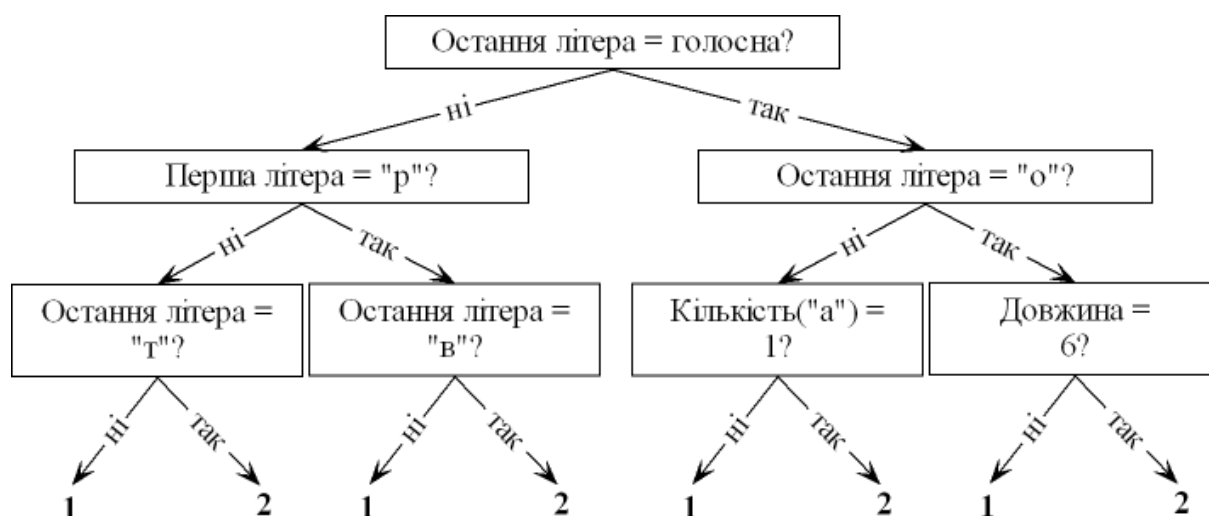 Остання літера = голосна?
ні
так
Перша літера = "р"?
Остання літера = "о"?
ні
так
ні
так
Остання літера =
"т"?
Остання літера =
"в"?
Кількість("а") =
1?
Довжина =
6?
ні
так
ні
так
ні
так
ні
так
1
2
1
2
1
2
1
2